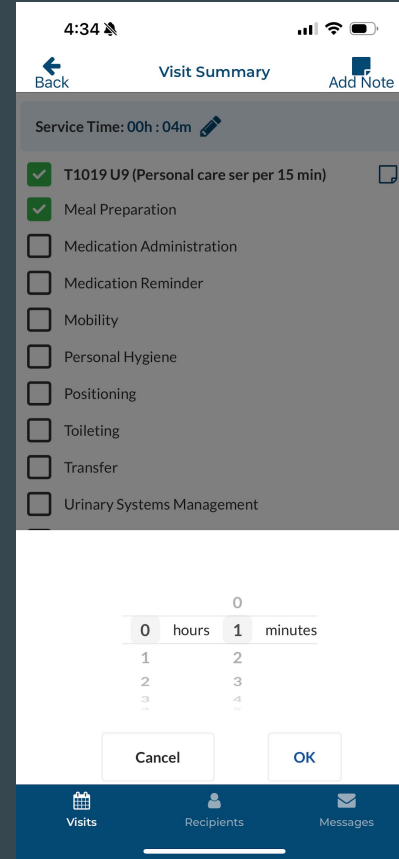 4:34
Back
Visit Summary
Add Note
Service Time: 00h : 04m
T1019 U9 (Personal care ser per 15 min)
Meal Preparation
Medication Administration
Medication Reminder
Mobility
Personal Hygiene
Positioning
Toileting
Transfer
Urinary Systems Management
0
0 hours 1 minutes
1 2
2 3
3 4
Cancel OK
Visits Recipients Messages